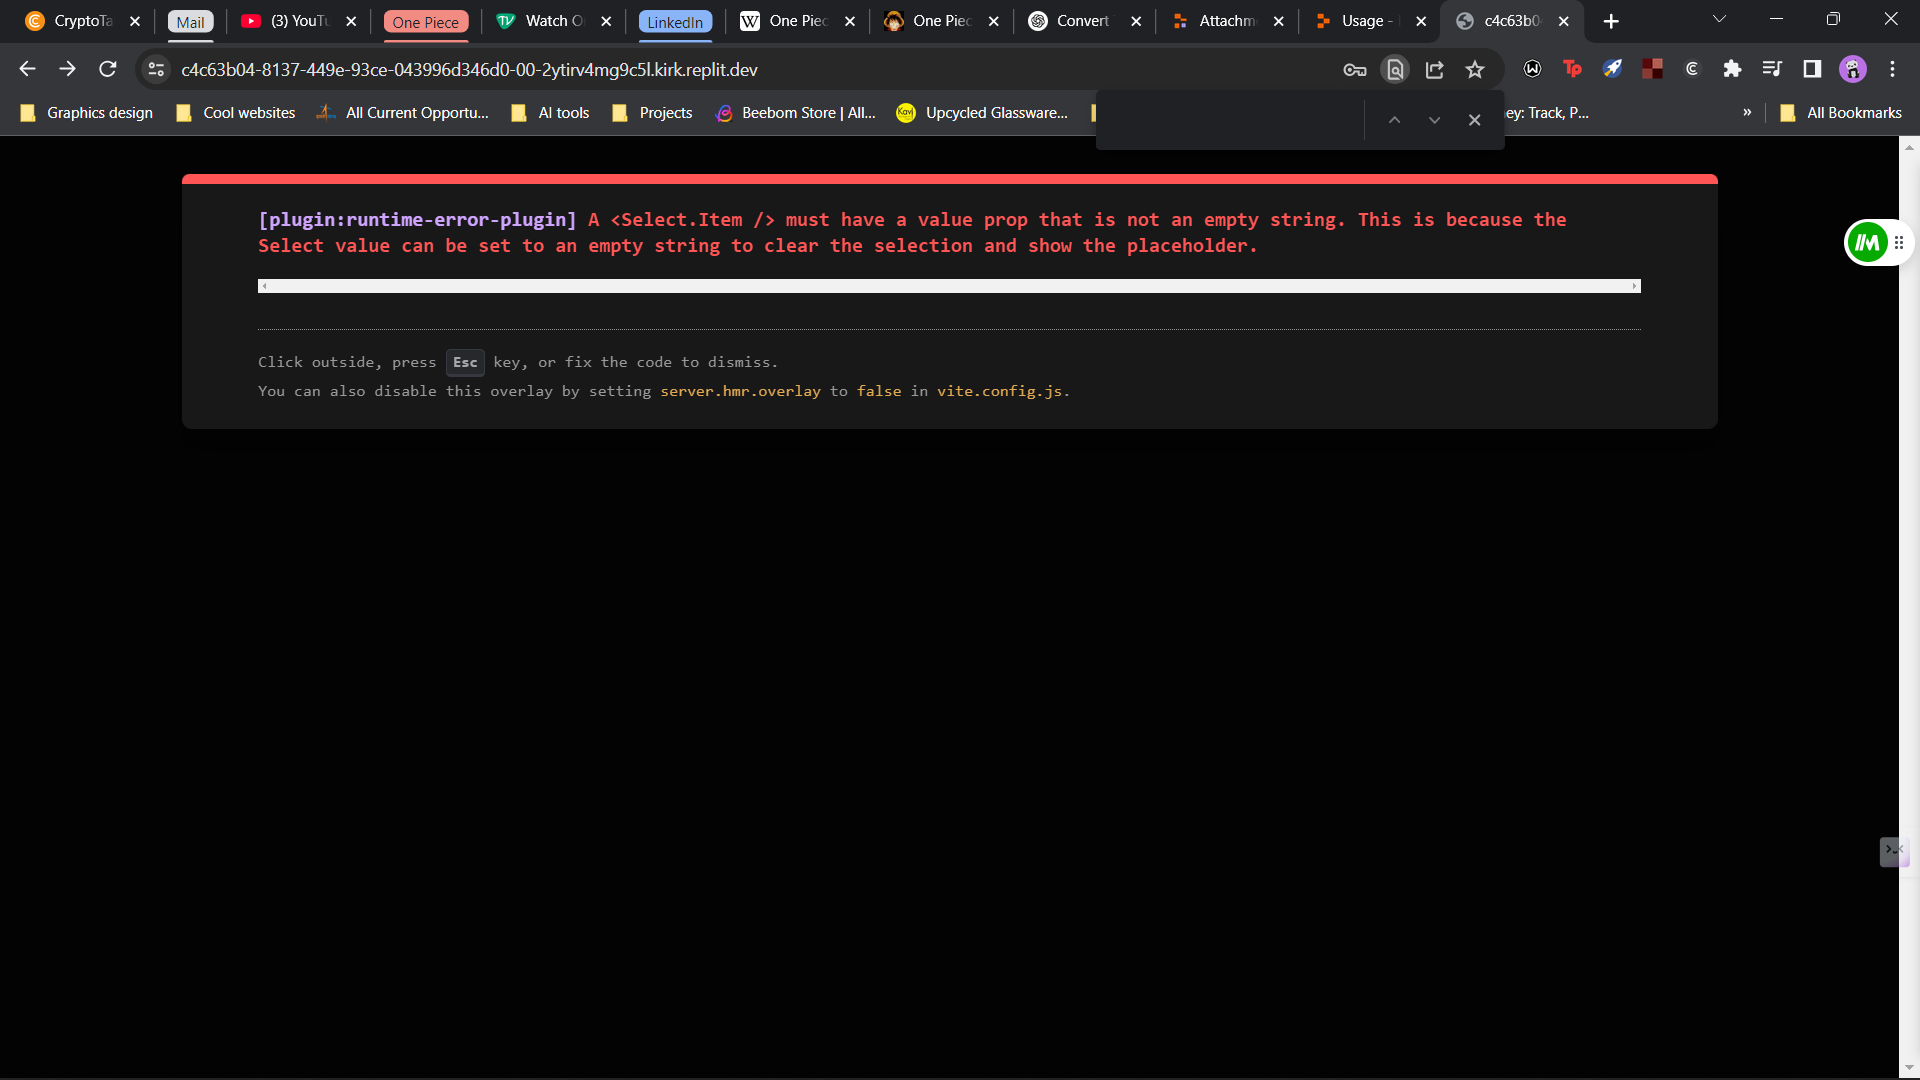 CryptoTa
Mail
(3) YouTu
One Piece
Watch O
LinkedIn
One Piec
One Piec
Convert
Attachm
Usage -
c4c63b0
c4c63b04-8137-449e-93ce-043996d346d0-00-2ytirv4mg9c5l.kirk.replit.dev
Graphics design
Cool websites
All Current Opportu...
AI tools
Projects
Beebom Store | All...
Upcycled Glassware...
ey: Track, P...
»
All Bookmarks
[plugin:runtime-error-plugin] A <Select.Item /> must have a value prop that is not an empty string. This is because the
Select value can be set to an empty string to clear the selection and show the placeholder.
Click outside, press Esc key, or fix the code to dismiss.
You can also disable this overlay by setting server.hmr.overlay to false in vite.config.js.